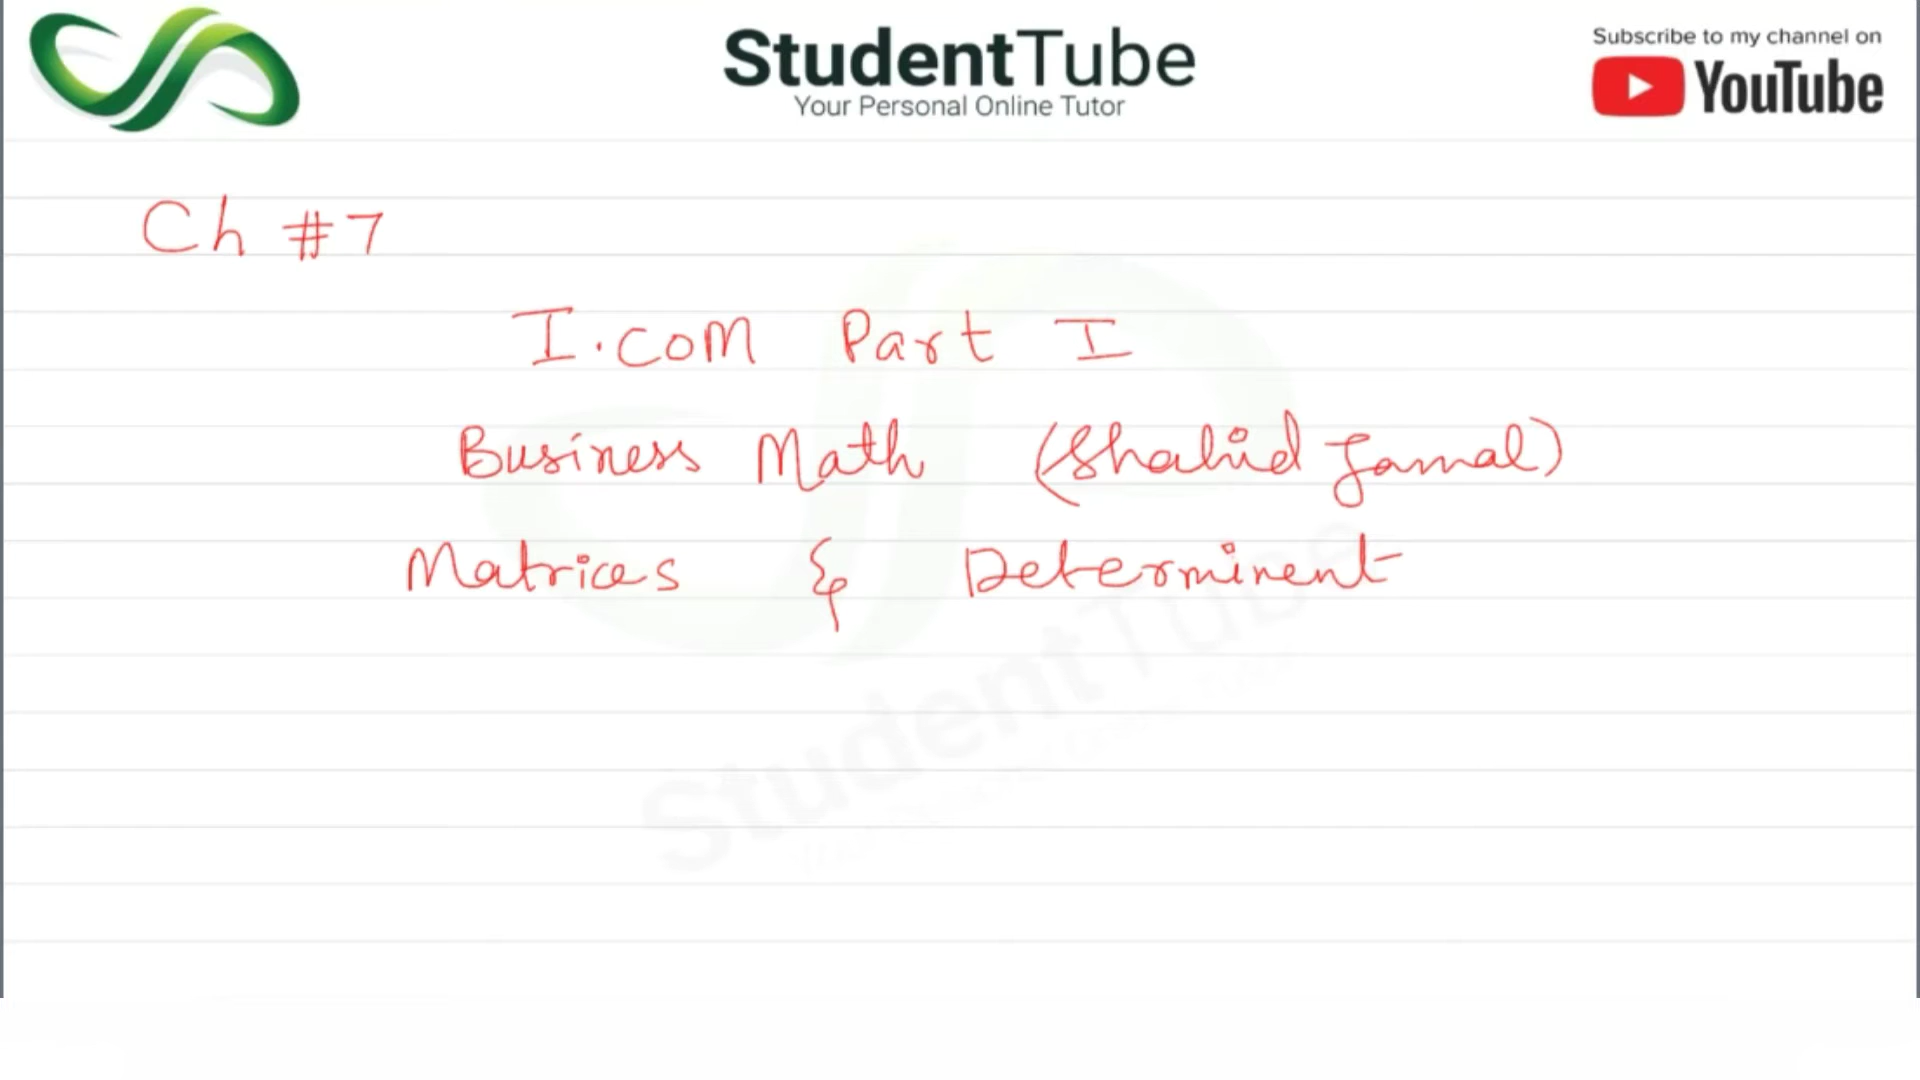 StudentTube
Your Personal Online Tutor
Subscribe to my channel on
YouTube
Ch #7
I.COM Part I
Business Math (Shahid Jamal)
Matrices & Determinent
StudentTube